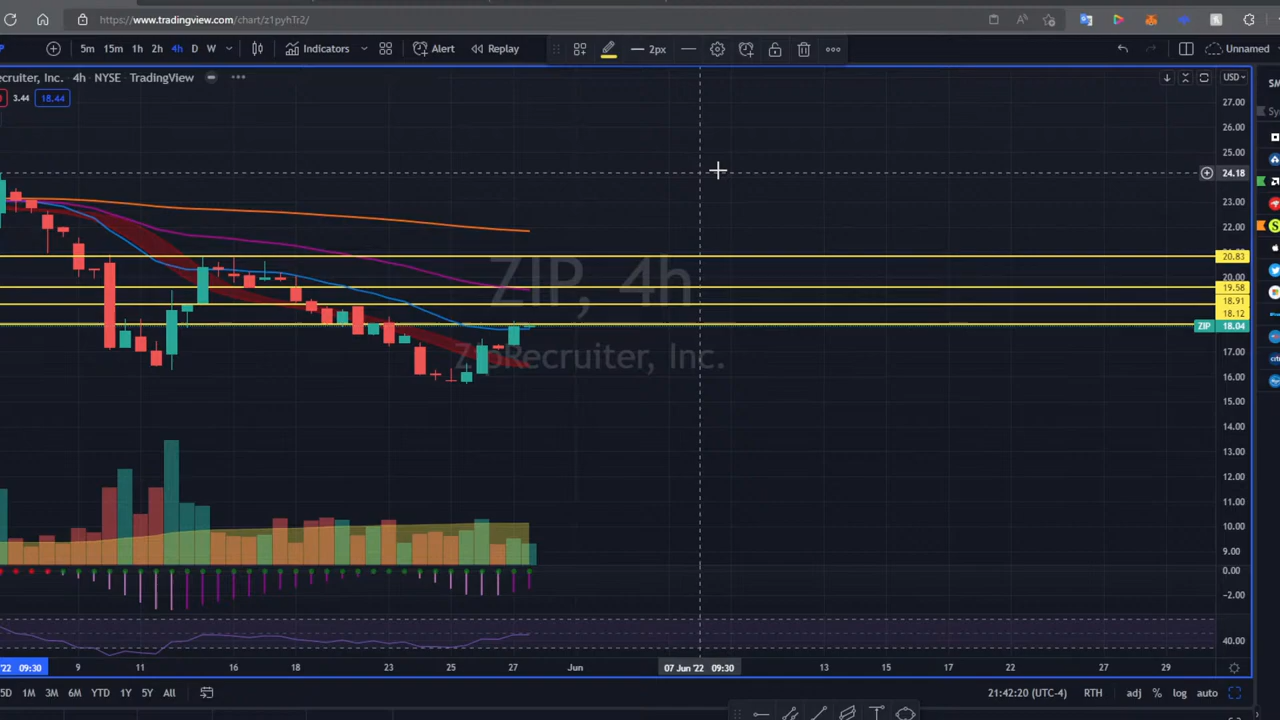 https://www.tradingview.com/chart/z1pyhTr2/
5m 15m 1h 2h 4h D W Indicators Alert Replay 2px Unnamed
ecruiter, Inc. 4h NYSE TradingView
3.44 18.44
USD
27.00
26.00
25.00
24.18
23.00
22.00
20.83
20.00
19.58
18.91
18.12
ZIP 18.04
17.00
16.00
15.00
14.00
13.00
12.00
11.00
10.00
9.00
0.00
−2.00
40.00
ZIP, 4h
ZipRecruiter, Inc.
'22 09:30 9 11 16 18 23 25 27 Jun 07 Jun '22 09:30 13 15 17 22 27 29
5D 1M 3M 6M YTD 1Y 5Y All 21:42:20 (UTC-4) RTH adj % log auto